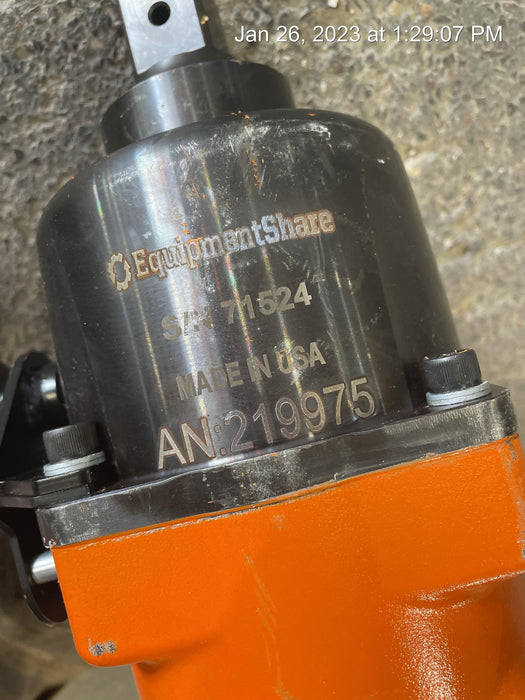 Jan 26, 2023 at 1:29:07 PM
EquipmentShare
S/N 71524
MADE IN USA
AN:219975